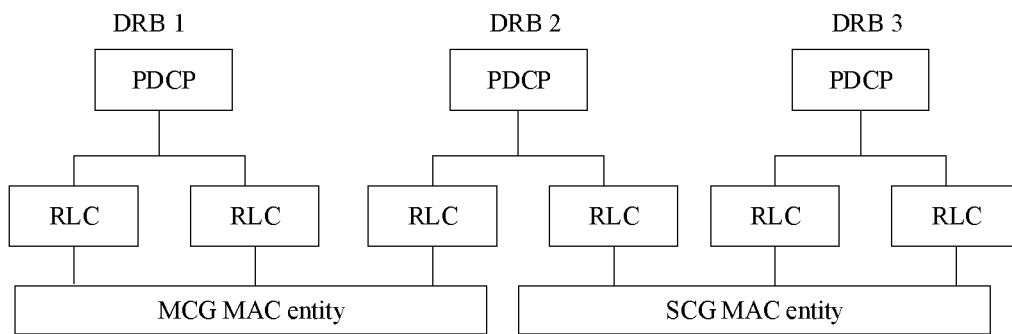 DRB 1
DRB 2
DRB 3
PDCP
PDCP
PDCP
RLC
RLC
RLC
RLC
RLC
RLC
MCG MAC entity
SCG MAC entity